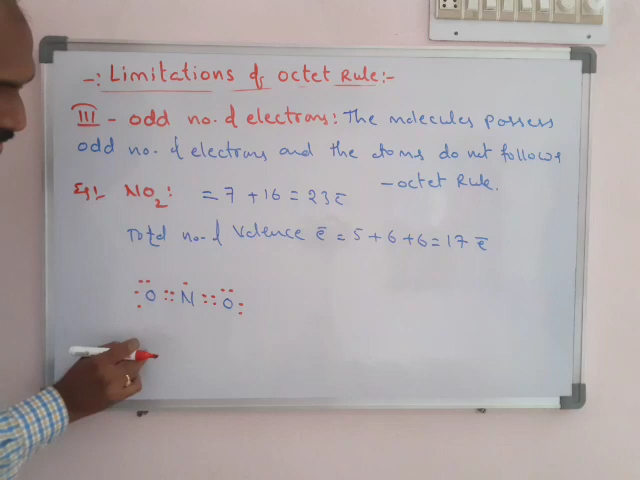 -: Limitations of octet Rule:-
III - odd no. of electrons: The molecules possess
odd no. of electrons and the atoms do not follows
- octet Rule.
Eg:- NO2: = 7 + 16 = 23 ē
Total no. of Valence ē = 5 + 6 + 6 = 17 ē
O :: N :: O